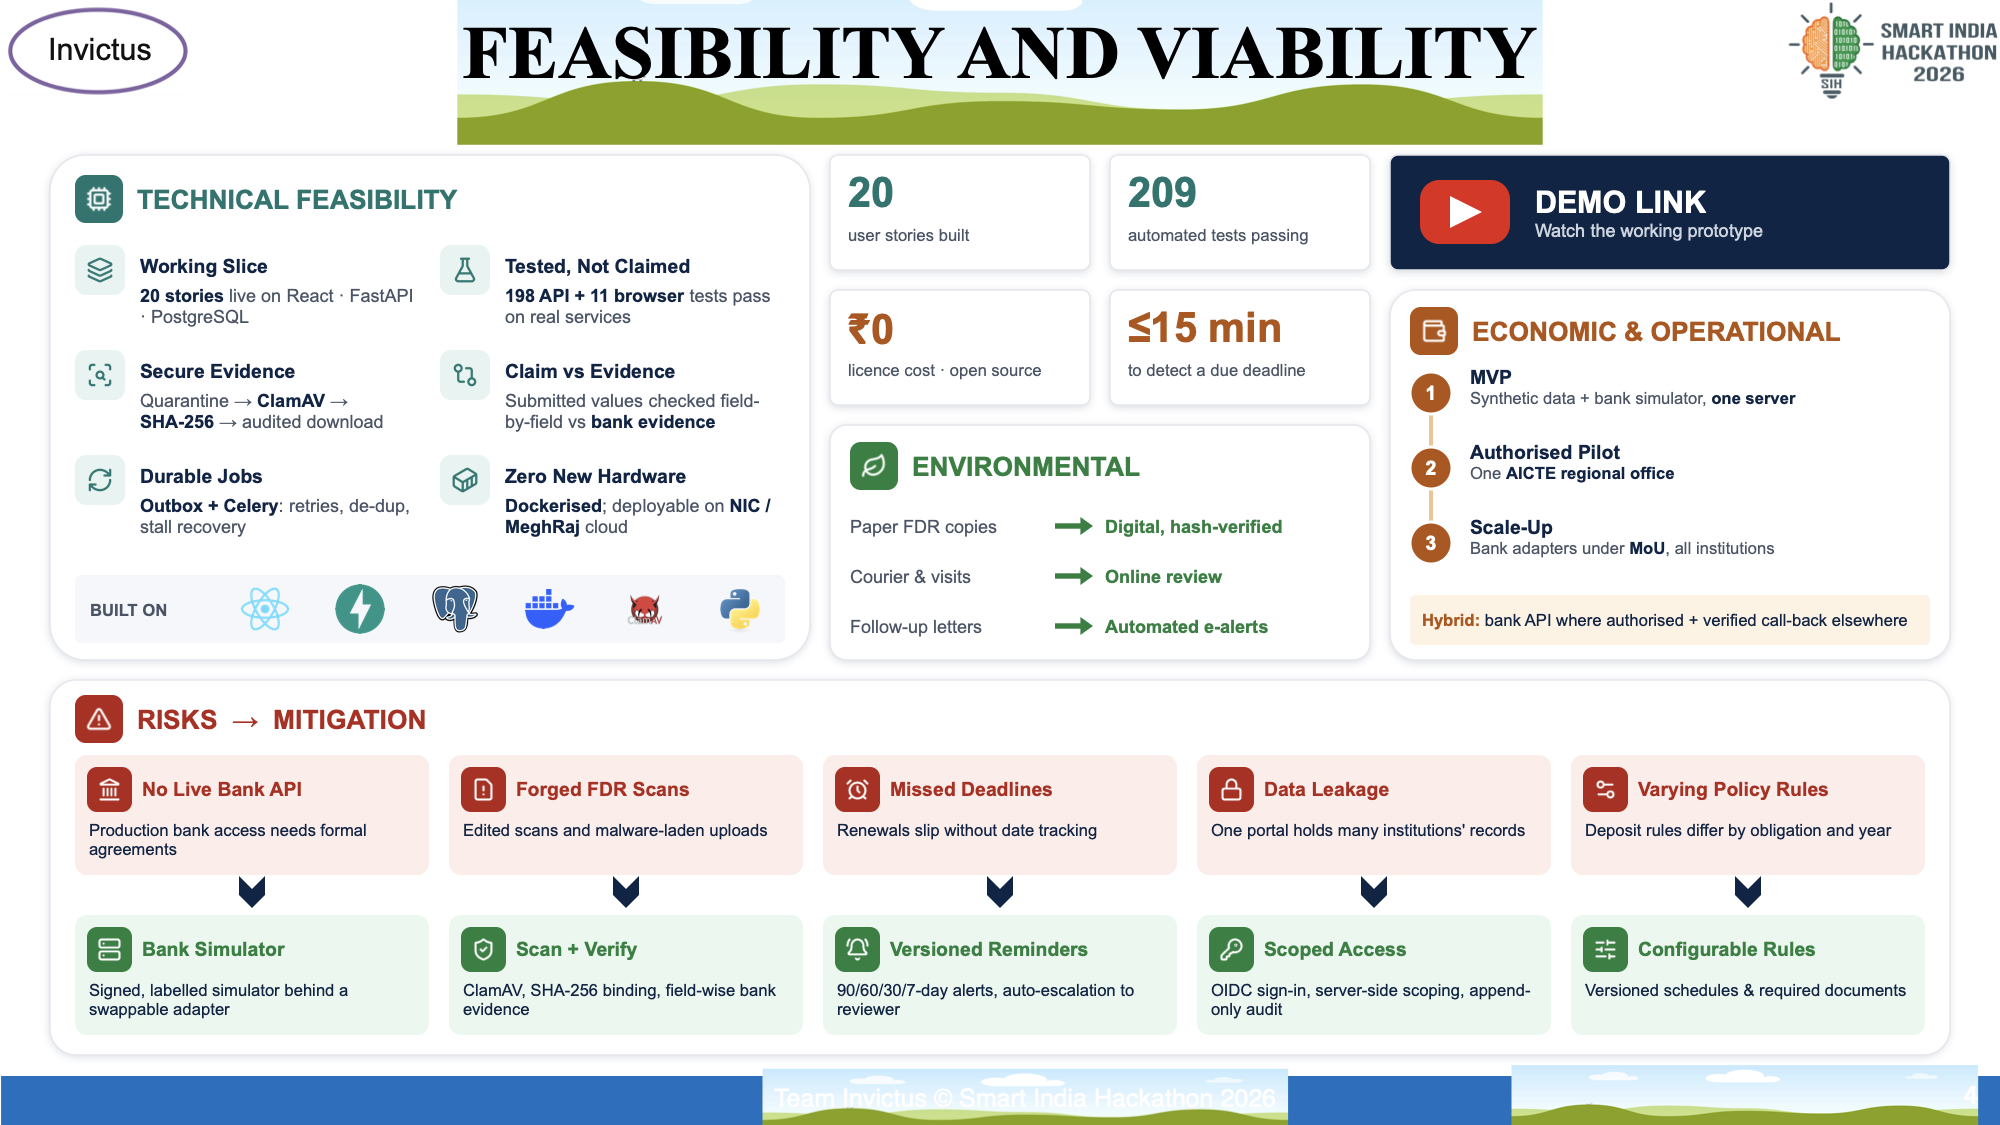 Invictus
FEASIBILITY AND VIABILITY
SMART INDIA
HACKATHON
2026
SIH
TECHNICAL FEASIBILITY
Working Slice
20 stories live on React · FastAPI
· PostgreSQL
Tested, Not Claimed
198 API + 11 browser tests pass
on real services
Secure Evidence
Quarantine → ClamAV →
SHA-256 → audited download
Claim vs Evidence
Submitted values checked field-
by-field vs bank evidence
Durable Jobs
Outbox + Celery: retries, de-dup,
stall recovery
Zero New Hardware
Dockerised; deployable on NIC /
MeghRaj cloud
BUILT ON
ClamAV
20
user stories built
209
automated tests passing
₹0
licence cost · open source
≤15 min
to detect a due deadline
ENVIRONMENTAL
Paper FDR copies → Digital, hash-verified
Courier & visits → Online review
Follow-up letters → Automated e-alerts
DEMO LINK
Watch the working prototype
ECONOMIC & OPERATIONAL
1
MVP
Synthetic data + bank simulator, one server
2
Authorised Pilot
One AICTE regional office
3
Scale-Up
Bank adapters under MoU, all institutions
Hybrid: bank API where authorised + verified call-back elsewhere
RISKS → MITIGATION
No Live Bank API
Production bank access needs formal
agreements
Forged FDR Scans
Edited scans and malware-laden uploads
Missed Deadlines
Renewals slip without date tracking
Data Leakage
One portal holds many institutions' records
Varying Policy Rules
Deposit rules differ by obligation and year
Bank Simulator
Signed, labelled simulator behind a
swappable adapter
Scan + Verify
ClamAV, SHA-256 binding, field-wise bank
evidence
Versioned Reminders
90/60/30/7-day alerts, auto-escalation to
reviewer
Scoped Access
OIDC sign-in, server-side scoping, append-
only audit
Configurable Rules
Versioned schedules & required documents
Team Invictus © Smart India Hackathon 2026
4